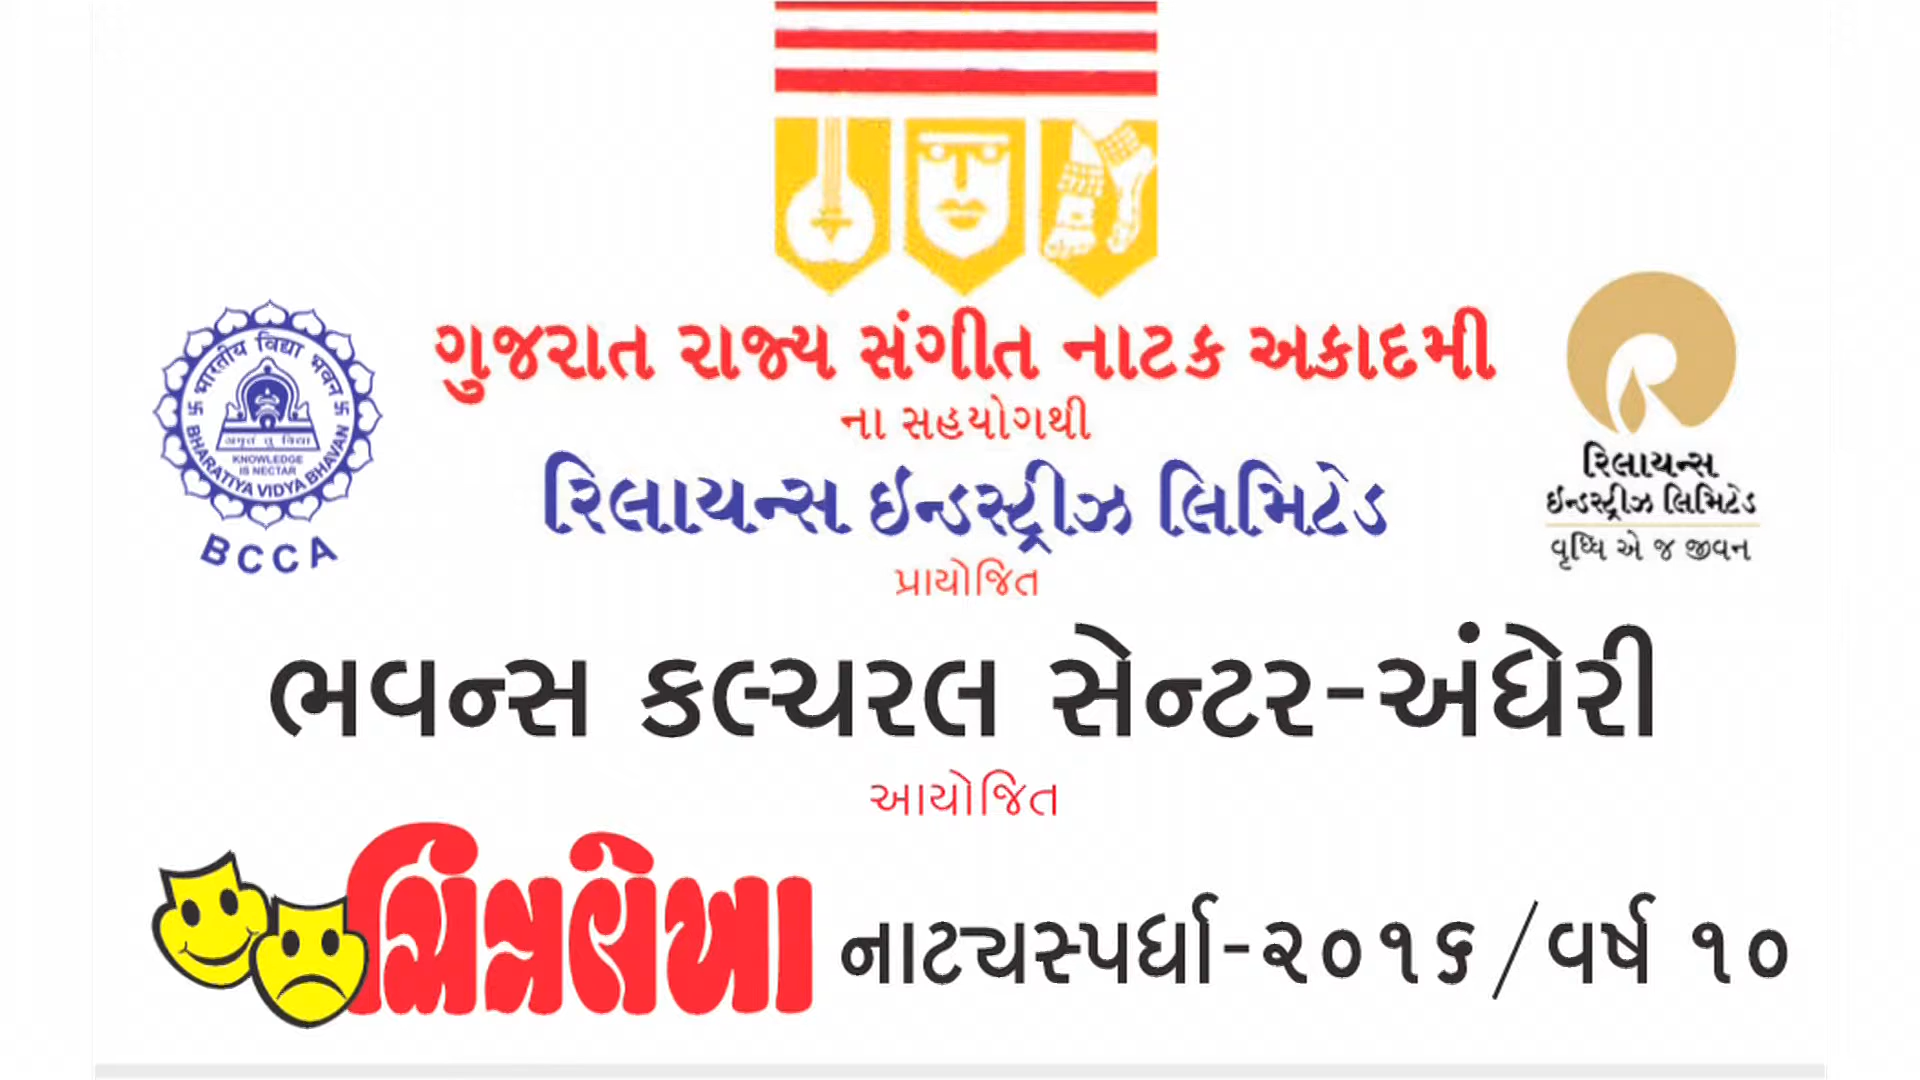 ગુજરાત રાજ્ય સંગીત નાટક અકાદમી
ના સહયોગથી
भारतीय विद्या भवन
अमृतं तु विद्या
KNOWLEDGE
IS NECTAR
BHARATIYA VIDYA BHAVAN
BCCA
રિલાયન્સ ઇન્ડસ્ટ્રીઝ લિમિટેડ
રિલાયન્સ
ઇન્ડસ્ટ્રીઝ લિમિટેડ
વૃધ્ધિ એ જ જીવન
પ્રાયોજિત
ભવન્સ કલ્ચરલ સેન્ટર-અંધેરી
આયોજિત
ચિત્રલેખા નાટ્યસ્પર્ધા-૨૦૧૬ / વર્ષ ૧૦